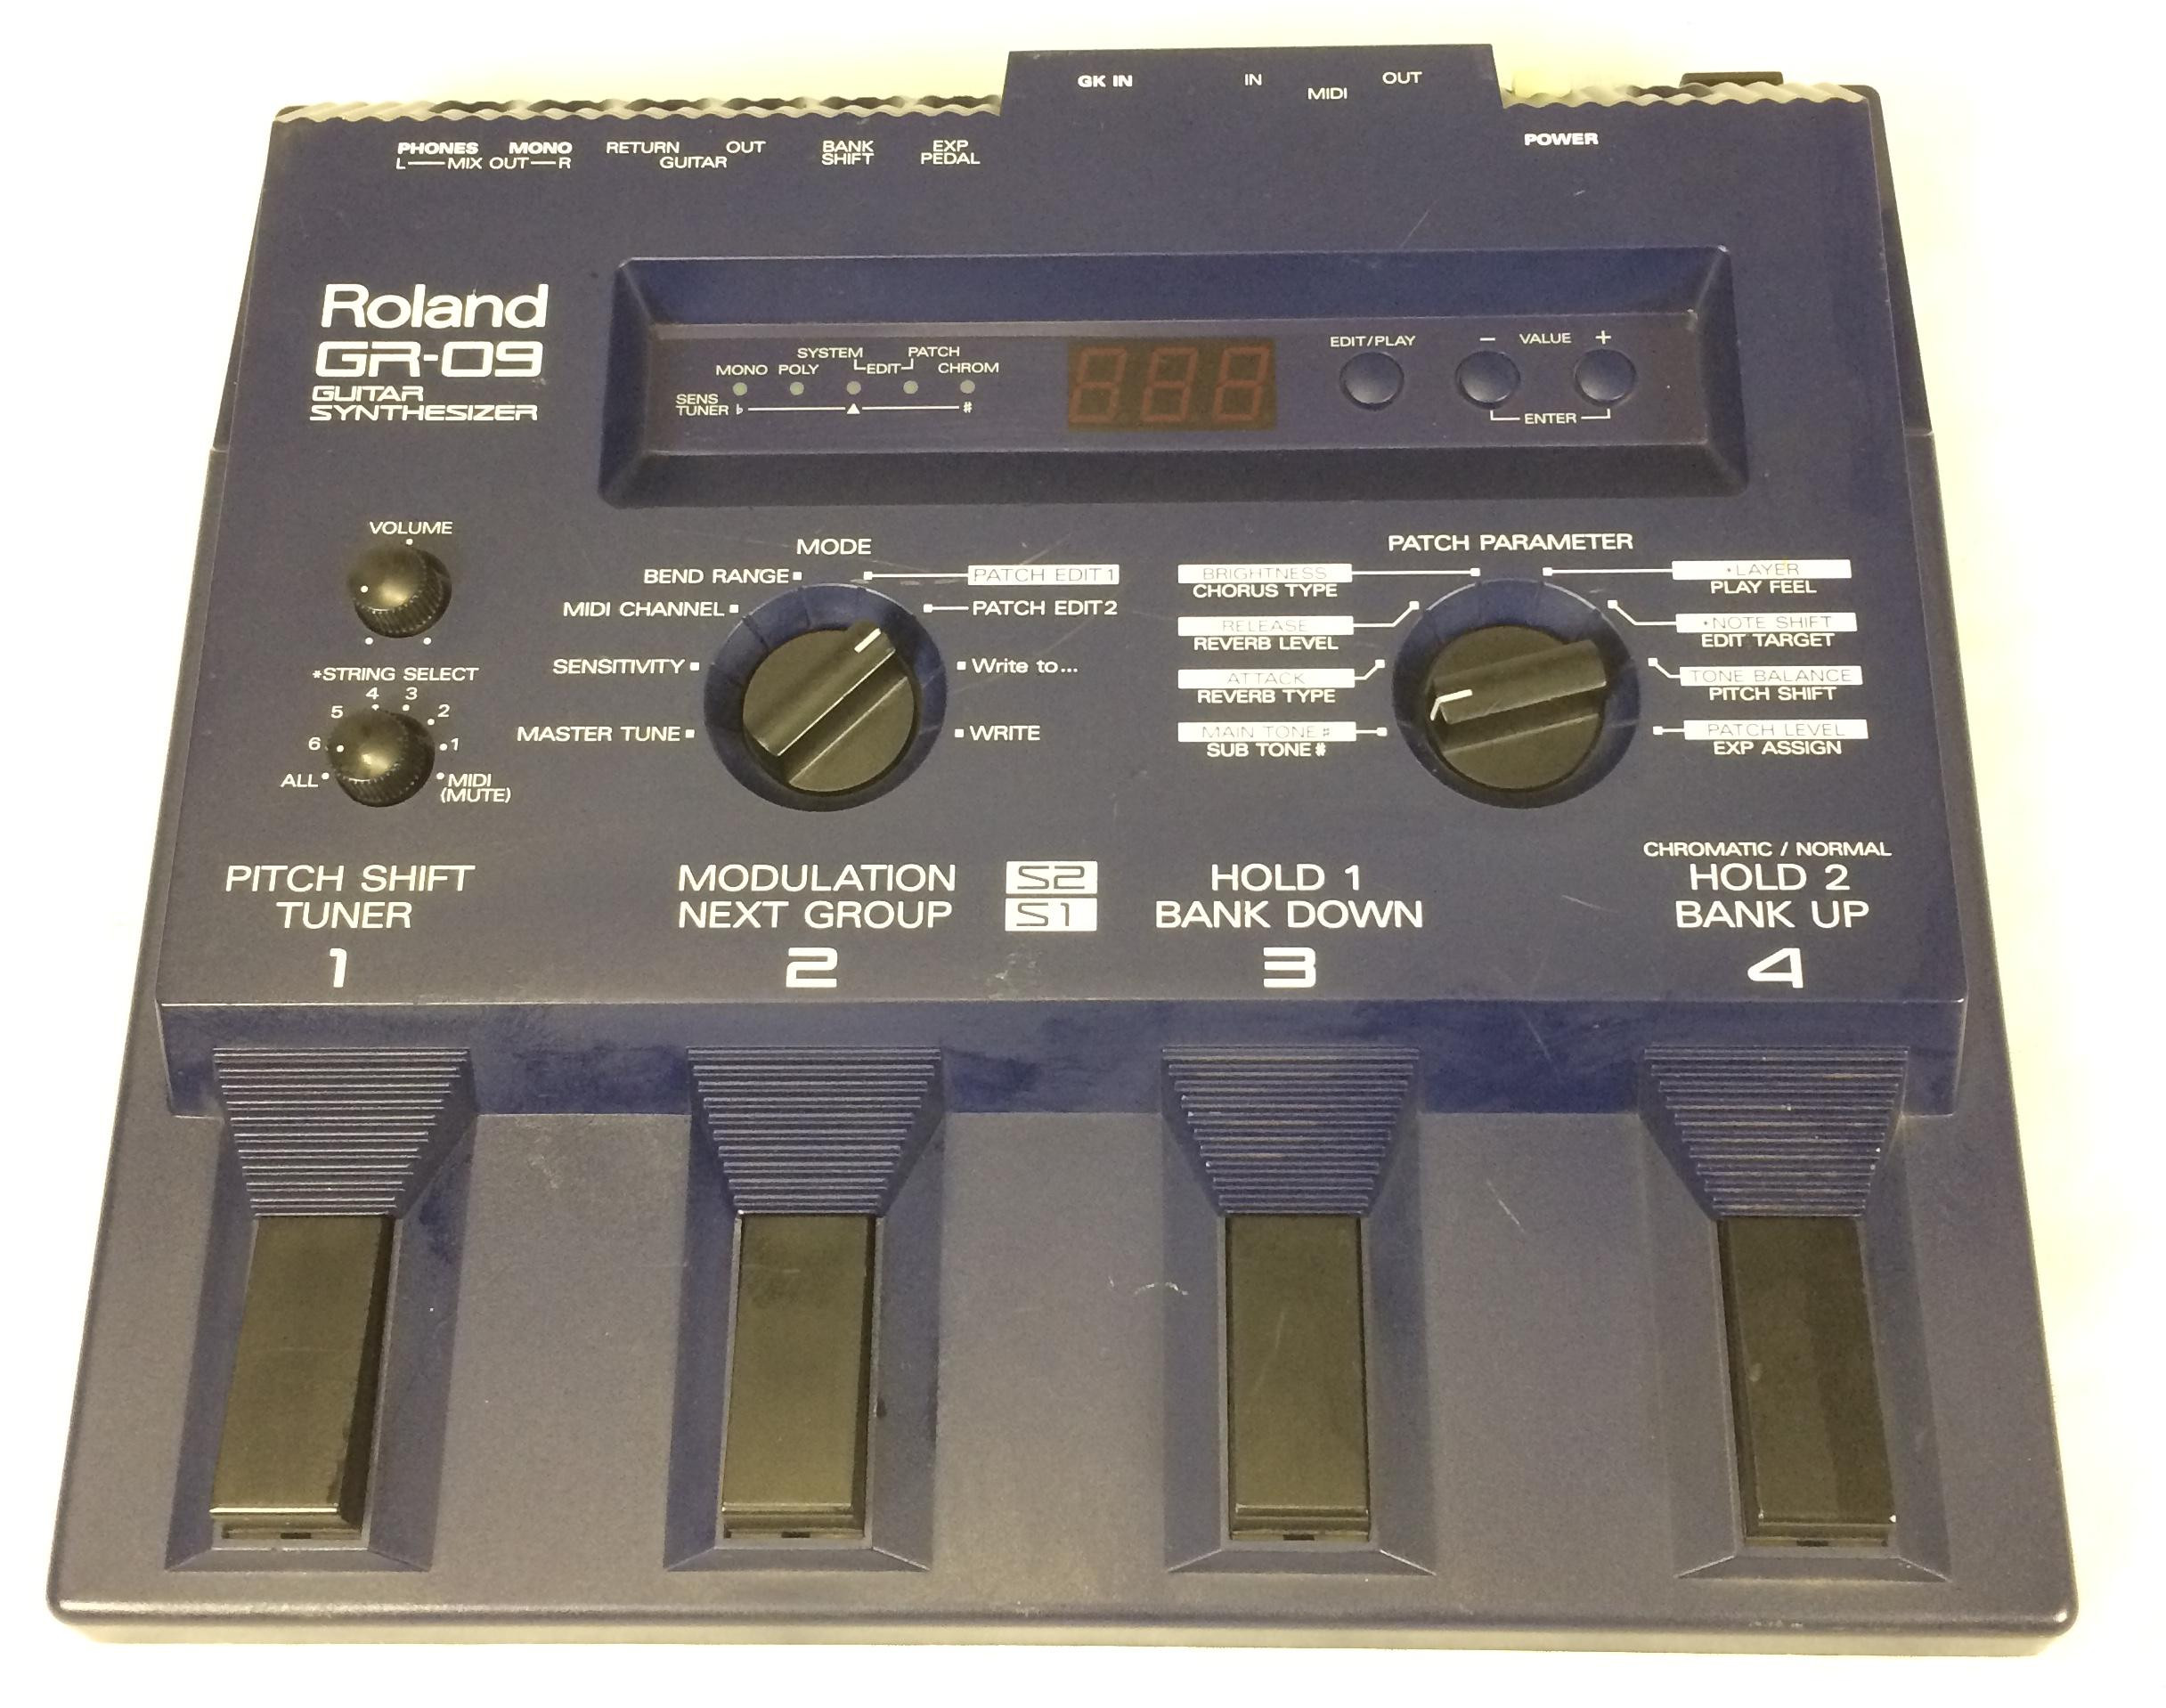 GK IN IN MIDI OUT
PHONES MONO RETURN OUT BANK EXP POWER
L MIX OUT R GUITAR SHIFT PEDAL
Roland
GR-09
GUITAR
SYNTHESIZER
SYSTEM PATCH
MONO POLY EDIT CHROM
SENS
TUNER ♭ ▲ #
EDIT/PLAY − VALUE +
ENTER
VOLUME
*STRING SELECT
4 3
5 2
6 1
ALL MIDI
(MUTE)
MODE
BEND RANGE PATCH EDIT 1
MIDI CHANNEL PATCH EDIT 2
SENSITIVITY Write to...
MASTER TUNE WRITE
PATCH PARAMETER
BRIGHTNESS *LAYER
CHORUS TYPE PLAY FEEL
RELEASE *NOTE SHIFT
REVERB LEVEL EDIT TARGET
ATTACK TONE BALANCE
REVERB TYPE PITCH SHIFT
MAIN TONE # PATCH LEVEL
SUB TONE # EXP ASSIGN
PITCH SHIFT
TUNER
1
MODULATION S2
NEXT GROUP S1
2
HOLD 1
BANK DOWN
3
CHROMATIC / NORMAL
HOLD 2
BANK UP
4